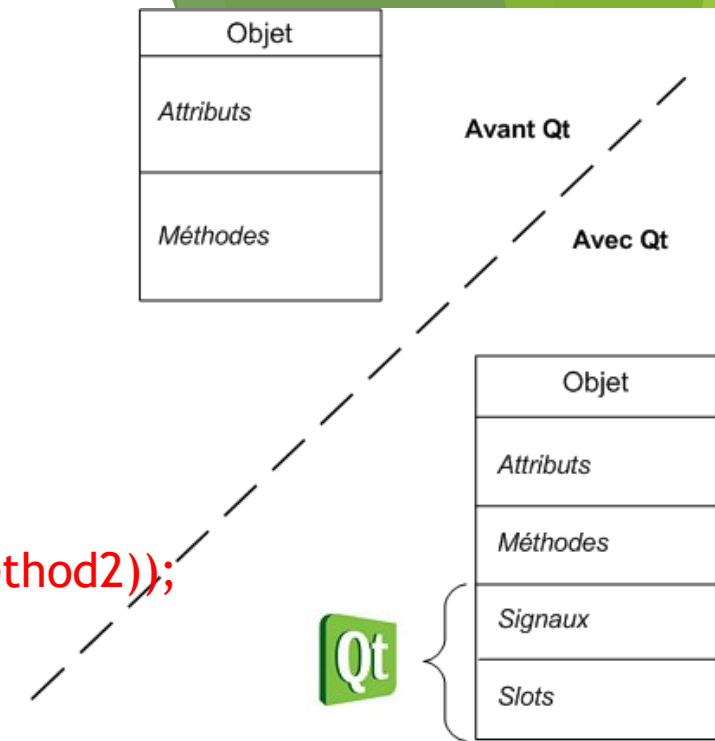 Objet
Attributs
Méthodes
Avant Qt
Avec Qt
thod2));
Objet
Attributs
Méthodes
Signaux
Slots
Qt